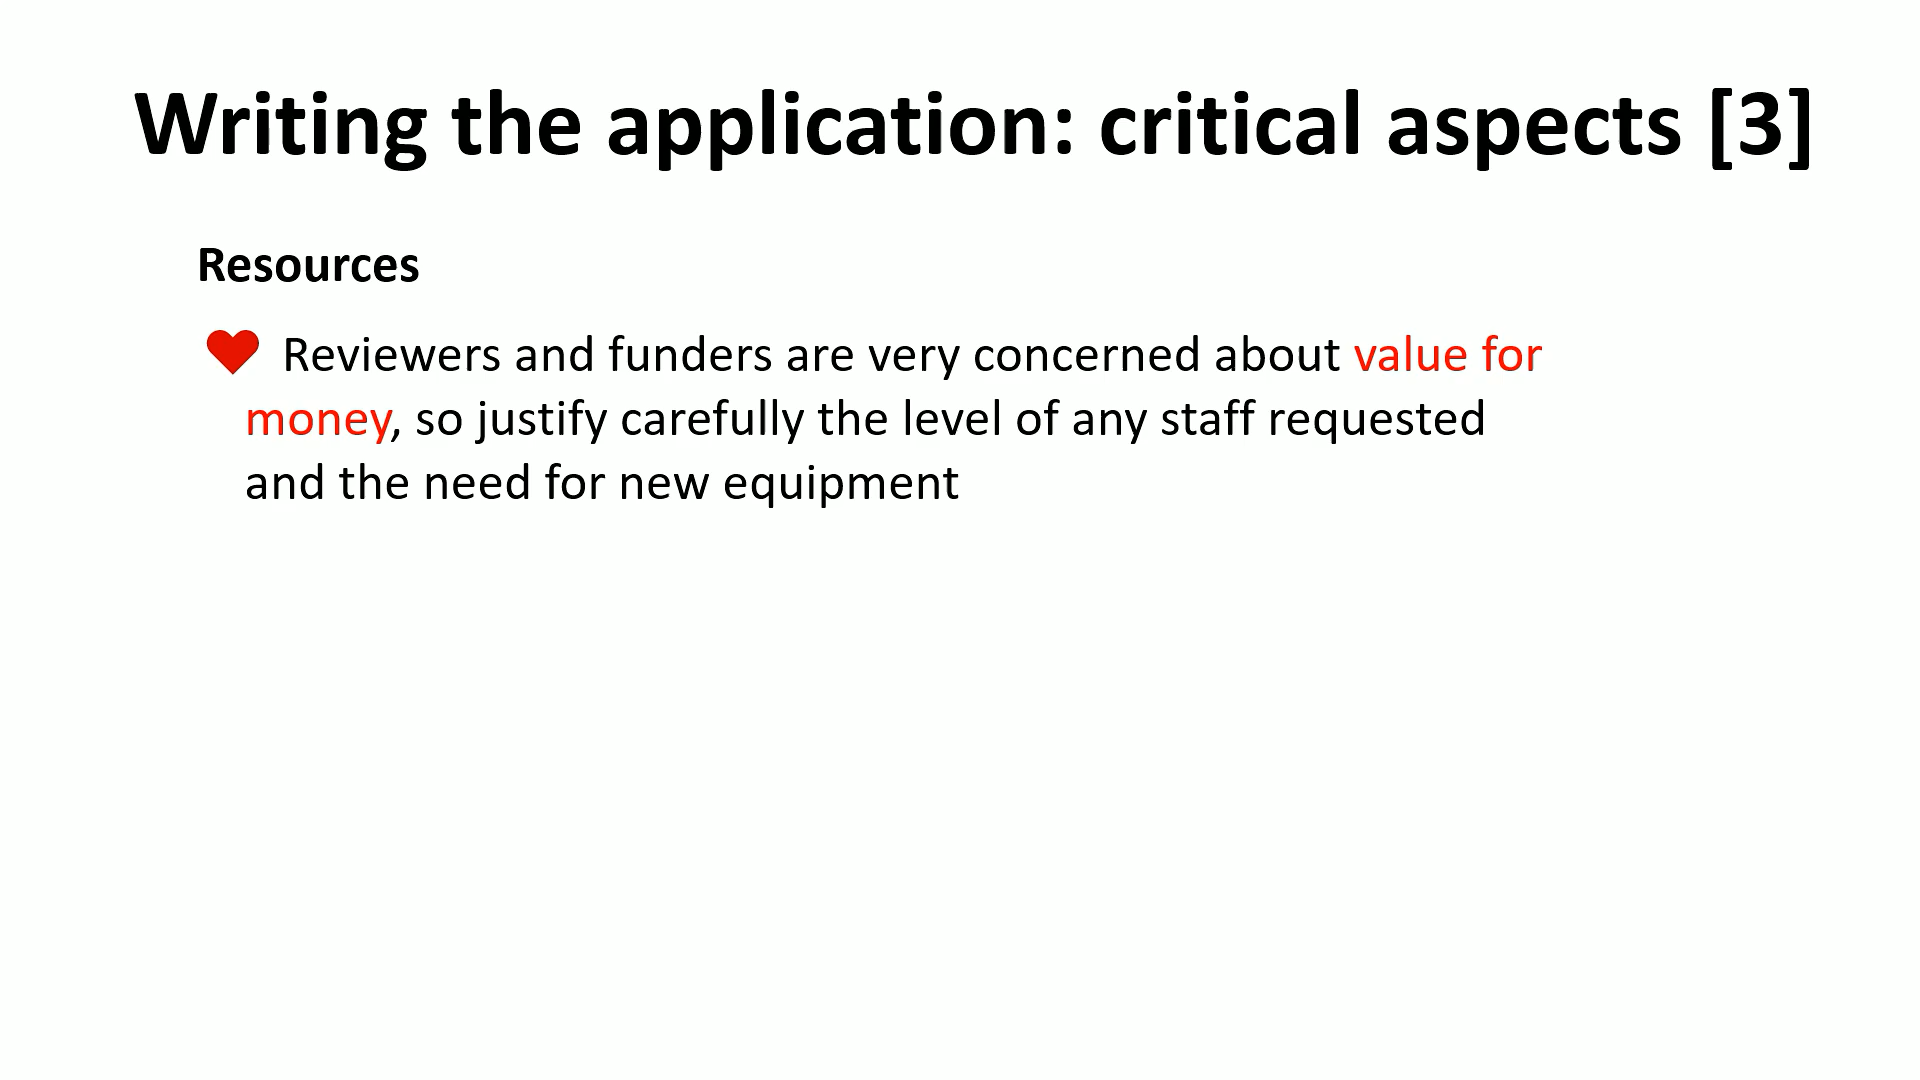 Writing the application: critical aspects [3]
Resources
Reviewers and funders are very concerned about value for
money, so justify carefully the level of any staff requested
and the need for new equipment